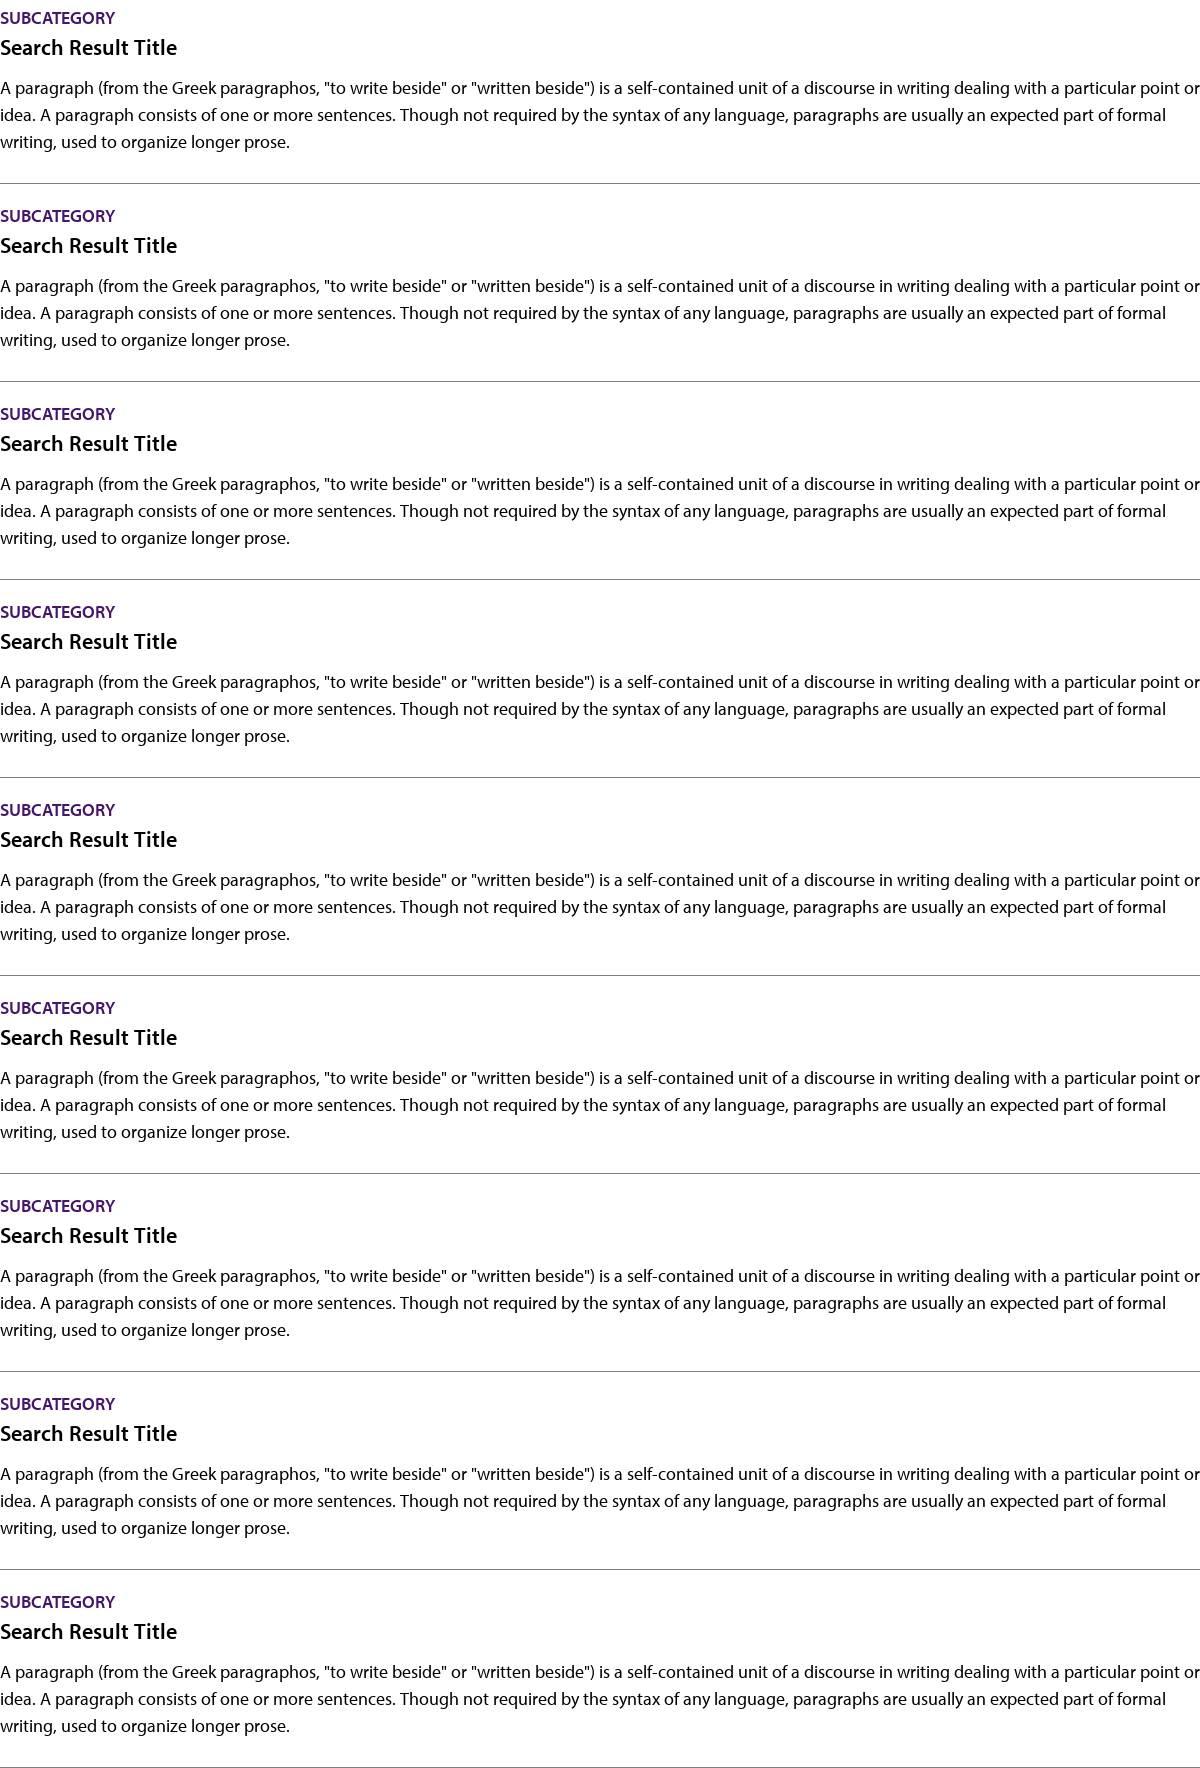 SUBCATEGORY
Search Result Title
A paragraph (from the Greek paragraphos, "to write beside" or "written beside") is a self-contained unit of a discourse in writing dealing with a particular point or
idea. A paragraph consists of one or more sentences. Though not required by the syntax of any language, paragraphs are usually an expected part of formal
writing, used to organize longer prose.
SUBCATEGORY
Search Result Title
A paragraph (from the Greek paragraphos, "to write beside" or "written beside") is a self-contained unit of a discourse in writing dealing with a particular point or
idea. A paragraph consists of one or more sentences. Though not required by the syntax of any language, paragraphs are usually an expected part of formal
writing, used to organize longer prose.
SUBCATEGORY
Search Result Title
A paragraph (from the Greek paragraphos, "to write beside" or "written beside") is a self-contained unit of a discourse in writing dealing with a particular point or
idea. A paragraph consists of one or more sentences. Though not required by the syntax of any language, paragraphs are usually an expected part of formal
writing, used to organize longer prose.
SUBCATEGORY
Search Result Title
A paragraph (from the Greek paragraphos, "to write beside" or "written beside") is a self-contained unit of a discourse in writing dealing with a particular point or
idea. A paragraph consists of one or more sentences. Though not required by the syntax of any language, paragraphs are usually an expected part of formal
writing, used to organize longer prose.
SUBCATEGORY
Search Result Title
A paragraph (from the Greek paragraphos, "to write beside" or "written beside") is a self-contained unit of a discourse in writing dealing with a particular point or
idea. A paragraph consists of one or more sentences. Though not required by the syntax of any language, paragraphs are usually an expected part of formal
writing, used to organize longer prose.
SUBCATEGORY
Search Result Title
A paragraph (from the Greek paragraphos, "to write beside" or "written beside") is a self-contained unit of a discourse in writing dealing with a particular point or
idea. A paragraph consists of one or more sentences. Though not required by the syntax of any language, paragraphs are usually an expected part of formal
writing, used to organize longer prose.
SUBCATEGORY
Search Result Title
A paragraph (from the Greek paragraphos, "to write beside" or "written beside") is a self-contained unit of a discourse in writing dealing with a particular point or
idea. A paragraph consists of one or more sentences. Though not required by the syntax of any language, paragraphs are usually an expected part of formal
writing, used to organize longer prose.
SUBCATEGORY
Search Result Title
A paragraph (from the Greek paragraphos, "to write beside" or "written beside") is a self-contained unit of a discourse in writing dealing with a particular point or
idea. A paragraph consists of one or more sentences. Though not required by the syntax of any language, paragraphs are usually an expected part of formal
writing, used to organize longer prose.
SUBCATEGORY
Search Result Title
A paragraph (from the Greek paragraphos, "to write beside" or "written beside") is a self-contained unit of a discourse in writing dealing with a particular point or
idea. A paragraph consists of one or more sentences. Though not required by the syntax of any language, paragraphs are usually an expected part of formal
writing, used to organize longer prose.